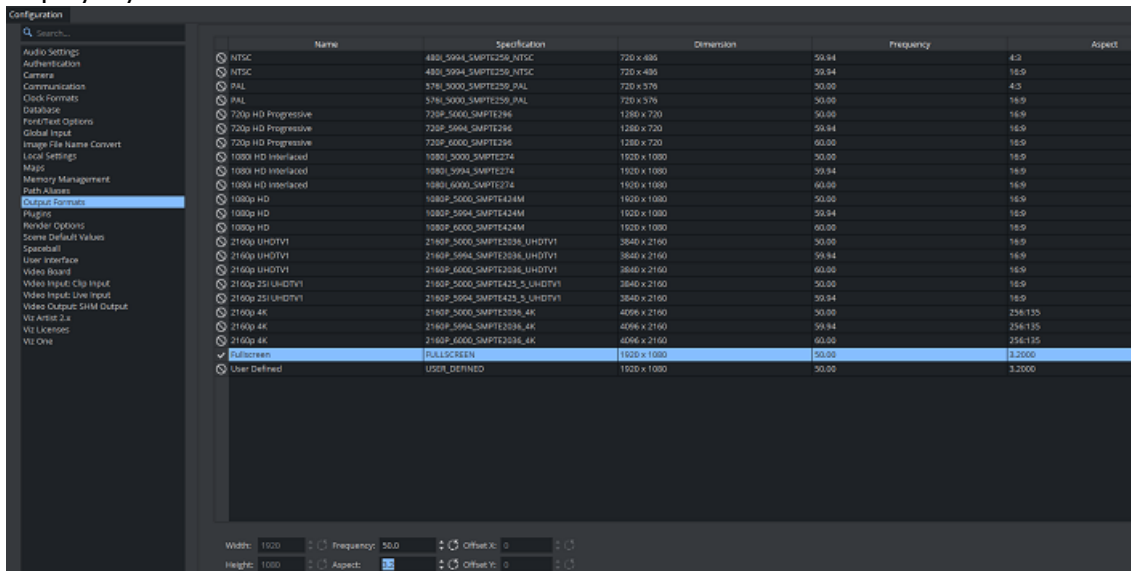 Configuration
Search...
Audio Settings
Authentication
Camera
Communication
Clock Formats
Database
Font/Text Options
Global Input
Image File Name Convert
Local Settings
Maps
Memory Management
Path Aliases
Output Formats
Plugins
Render Options
Scene Default Values
Spaceball
User Interface
Video Board
Video Input: Clip Input
Video Input: Live Input
Video Output: SHM Output
Viz Artist 2.x
Viz Licenses
Viz One
Name Specification Dimension Frequency Aspect
NTSC 480I_5994_SMPTE259_NTSC 720 x 486 59.94 4:3
NTSC 480I_5994_SMPTE259_NTSC 720 x 486 59.94 16:9
PAL 576I_5000_SMPTE259_PAL 720 x 576 50.00 4:3
PAL 576I_5000_SMPTE259_PAL 720 x 576 50.00 16:9
720p HD Progressive 720P_5000_SMPTE296 1280 x 720 50.00 16:9
720p HD Progressive 720P_5994_SMPTE296 1280 x 720 59.94 16:9
720p HD Progressive 720P_6000_SMPTE296 1280 x 720 60.00 16:9
1080i HD Interlaced 1080I_5000_SMPTE274 1920 x 1080 50.00 16:9
1080i HD Interlaced 1080I_5994_SMPTE274 1920 x 1080 59.94 16:9
1080i HD Interlaced 1080I_6000_SMPTE274 1920 x 1080 60.00 16:9
1080p HD 1080P_5000_SMPTE424M 1920 x 1080 50.00 16:9
1080p HD 1080P_5994_SMPTE424M 1920 x 1080 59.94 16:9
1080p HD 1080P_6000_SMPTE424M 1920 x 1080 60.00 16:9
2160p UHDTV1 2160P_5000_SMPTE2036_UHDTV1 3840 x 2160 50.00 16:9
2160p UHDTV1 2160P_5994_SMPTE2036_UHDTV1 3840 x 2160 59.94 16:9
2160p UHDTV1 2160P_6000_SMPTE2036_UHDTV1 3840 x 2160 60.00 16:9
2160p 2SI UHDTV1 2160P_5000_SMPTE425_5_UHDTV1 3840 x 2160 50.00 16:9
2160p 2SI UHDTV1 2160P_5994_SMPTE425_5_UHDTV1 3840 x 2160 59.94 16:9
2160p 4K 2160P_5000_SMPTE2036_4K 4096 x 2160 50.00 256:135
2160p 4K 2160P_5994_SMPTE2036_4K 4096 x 2160 59.94 256:135
2160p 4K 2160P_6000_SMPTE2036_4K 4096 x 2160 60.00 256:135
Fullscreen FULLSCREEN 1920 x 1080 50.00 3.2000
User Defined USER_DEFINED 1920 x 1080 50.00 3.2000
Width: 1920 Frequency: 50.0 Offset X: 0
Height: 1080 Aspect: 3.2 Offset Y: 0